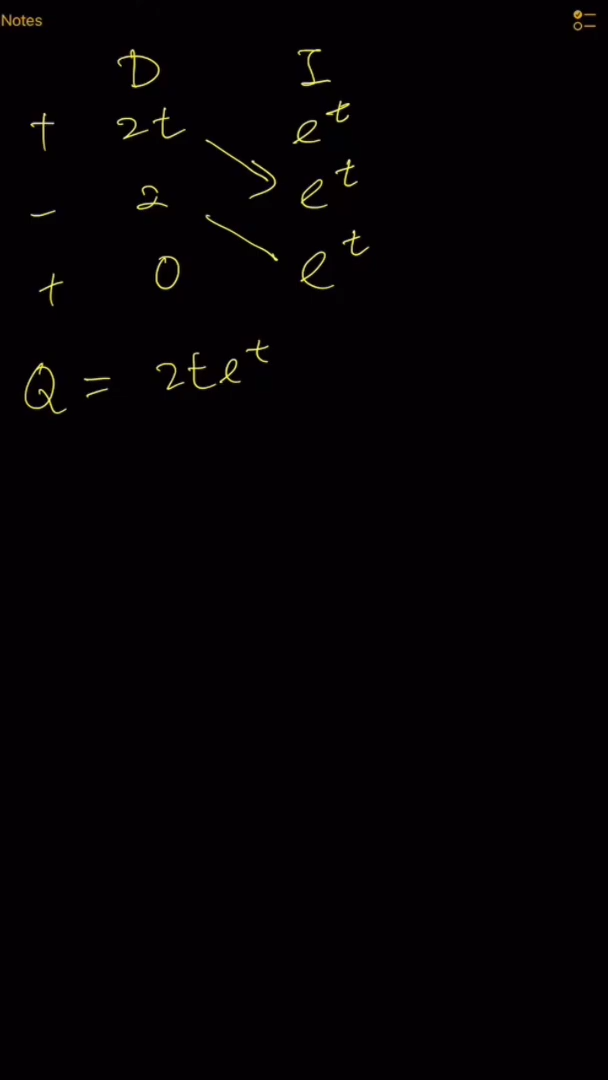 Notes
D I
+ 2t e^t
- 2 e^t
+ 0 e^t
Q = 2te^t